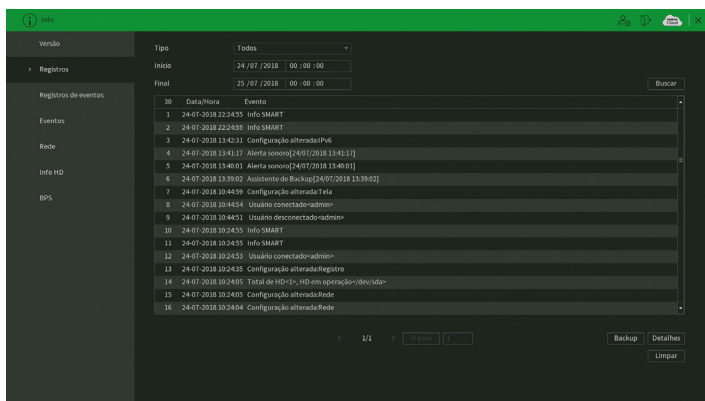 Info
Versão
Registros
Registros de eventos
Eventos
Rede
Info HD
BPS
Tipo Todos
Início 24 /07 /2018 00 : 00 : 00
Final 25 /07 /2018 00 : 00 : 00
Buscar
30 Data/Hora Evento
1 24-07-2018 22:24:55 Info SMART
2 24-07-2018 22:24:55 Info SMART
3 24-07-2018 13:42:31 Configuração alterada:IPv6
4 24-07-2018 13:41:17 Alerta sonoro[24/07/2018 13:41:17]
5 24-07-2018 13:40:01 Alerta sonoro[24/07/2018 13:40:01]
6 24-07-2018 13:39:02 Assistente de Backup[24/07/2018 13:39:02]
7 24-07-2018 10:44:59 Configuração alterada:Tela
8 24-07-2018 10:44:54 Usuário conectado<admin>
9 24-07-2018 10:44:51 Usuário desconectado<admin>
10 24-07-2018 10:24:55 Info SMART
11 24-07-2018 10:24:55 Info SMART
12 24-07-2018 10:24:53 Usuário conectado<admin>
13 24-07-2018 10:24:35 Configuração alterada:Registro
14 24-07-2018 10:24:05 Total de HD<1>, HD em operação</dev/sda>
15 24-07-2018 10:24:05 Configuração alterada:Rede
16 24-07-2018 10:24:04 Configuração alterada:Rede
1/1 Ir para 1
Backup Detalhes
Limpar